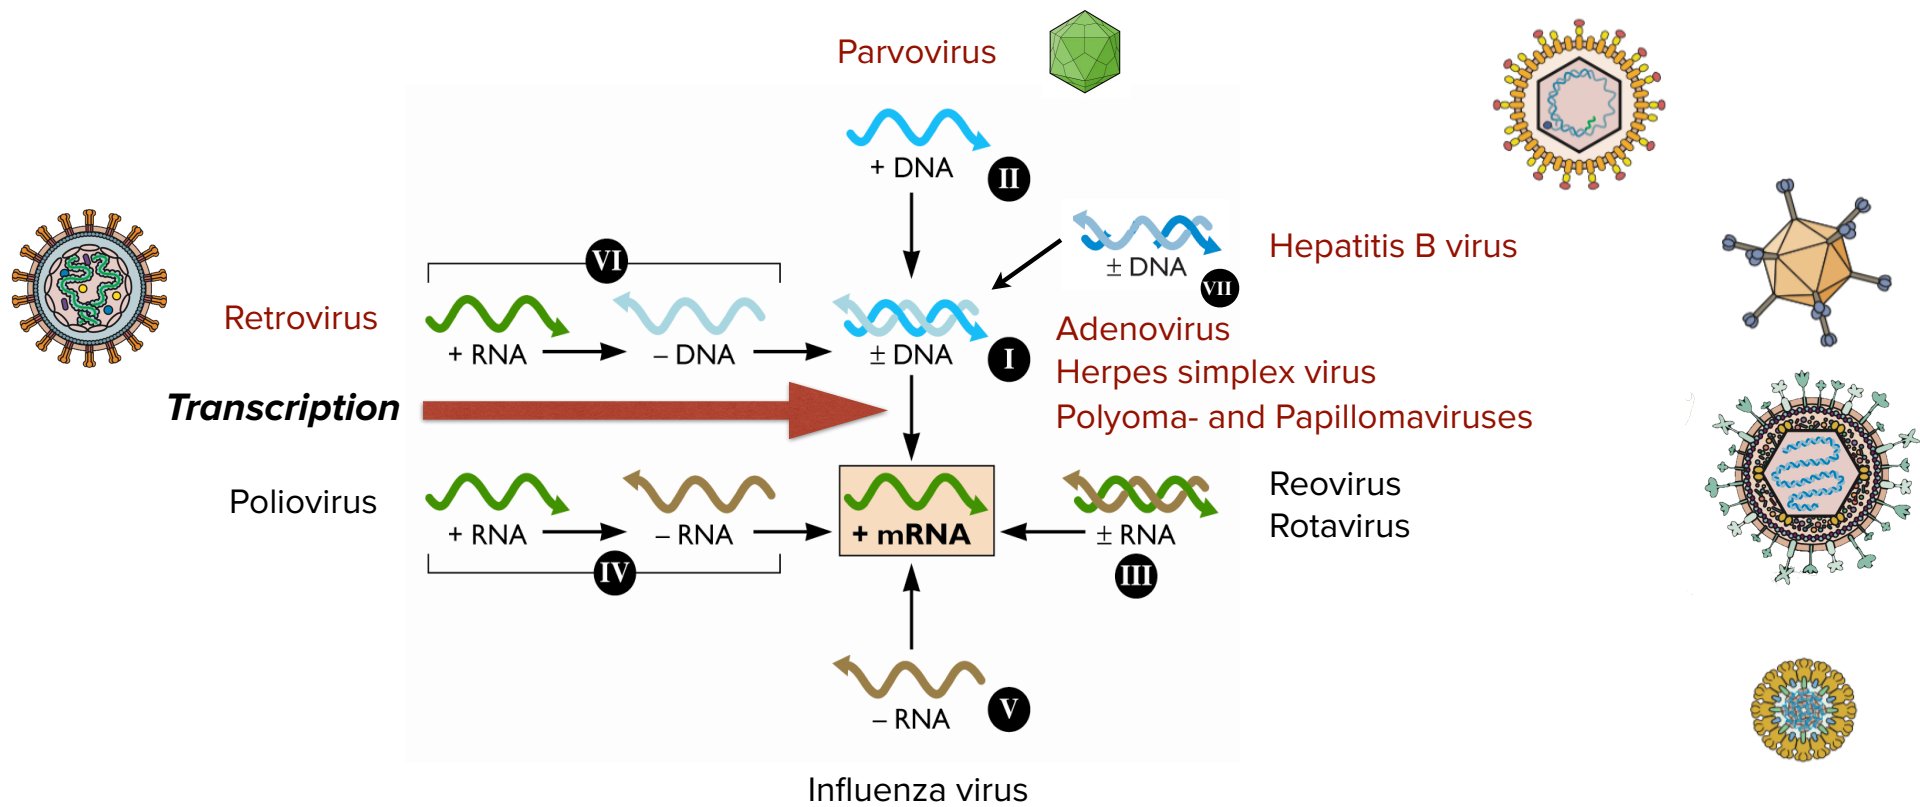 Parvovirus
+ DNA
II
± DNA
VII
Hepatitis B virus
VI
Retrovirus
+ RNA
– DNA
± DNA
I
Adenovirus
Herpes simplex virus
Polyoma- and Papillomaviruses
Transcription
Poliovirus
+ RNA
– RNA
IV
+ mRNA
± RNA
III
Reovirus
Rotavirus
– RNA
V
Influenza virus